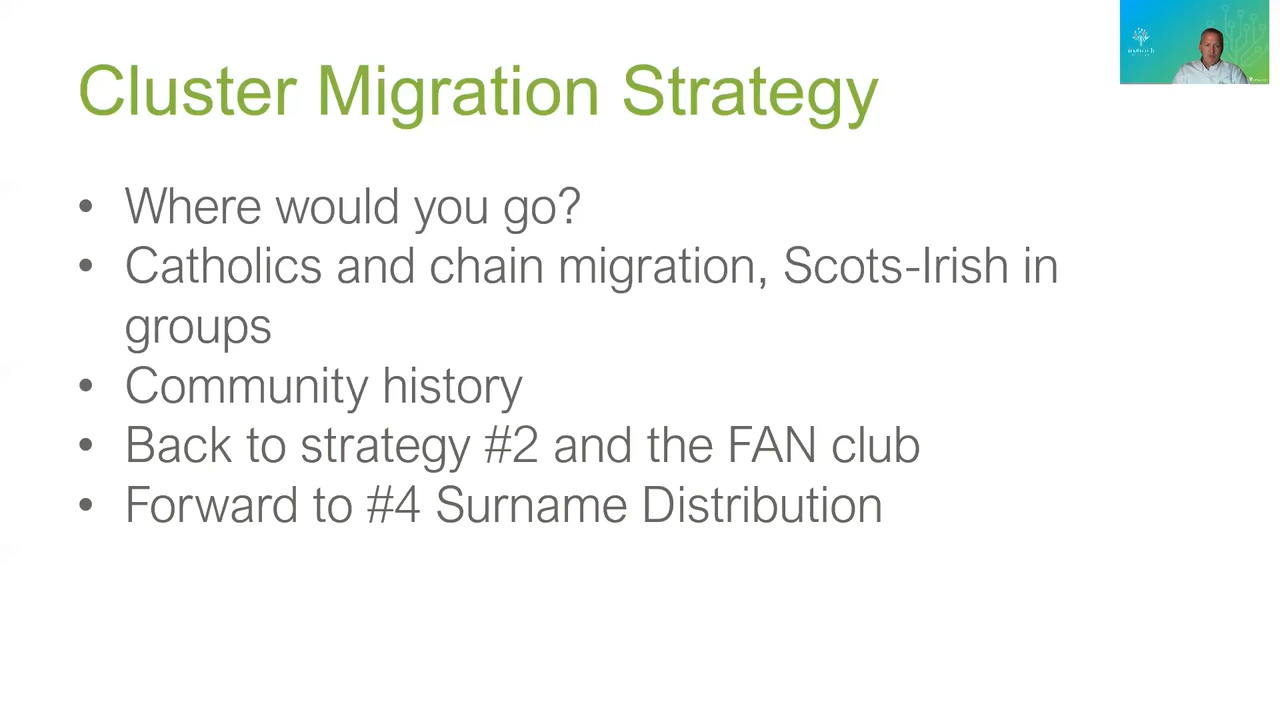 Cluster Migration Strategy
• Where would you go?
• Catholics and chain migration, Scots-Irish in
groups
• Community history
• Back to strategy #2 and the FAN club
• Forward to #4 Surname Distribution